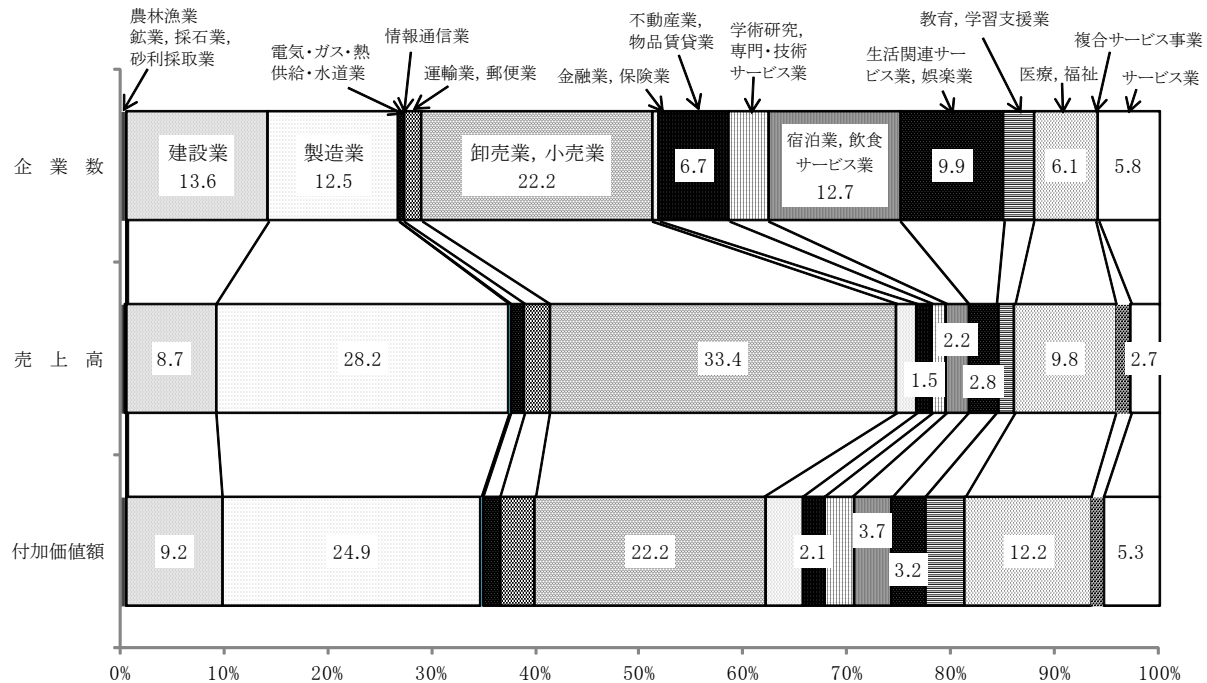 農林漁業
鉱業, 採石業,
砂利採取業
電気・ガス・熱
供給・水道業
情報通信業
運輸業, 郵便業
金融業, 保険業
不動産業,
物品賃貸業
学術研究,
専門・技術
サービス業
生活関連サー
ビス業, 娯楽業
教育, 学習支援業
医療, 福祉
複合サービス事業
サービス業
企 業 数
建設業
13.6
製造業
12.5
卸売業, 小売業
22.2
6.7
宿泊業, 飲食
サービス業
12.7
9.9
6.1
5.8
売 上 高
8.7
28.2
33.4
1.5
2.2
2.8
9.8
2.7
付加価値額
9.2
24.9
22.2
2.1
3.7
3.2
12.2
5.3
0%
10%
20%
30%
40%
50%
60%
70%
80%
90%
100%